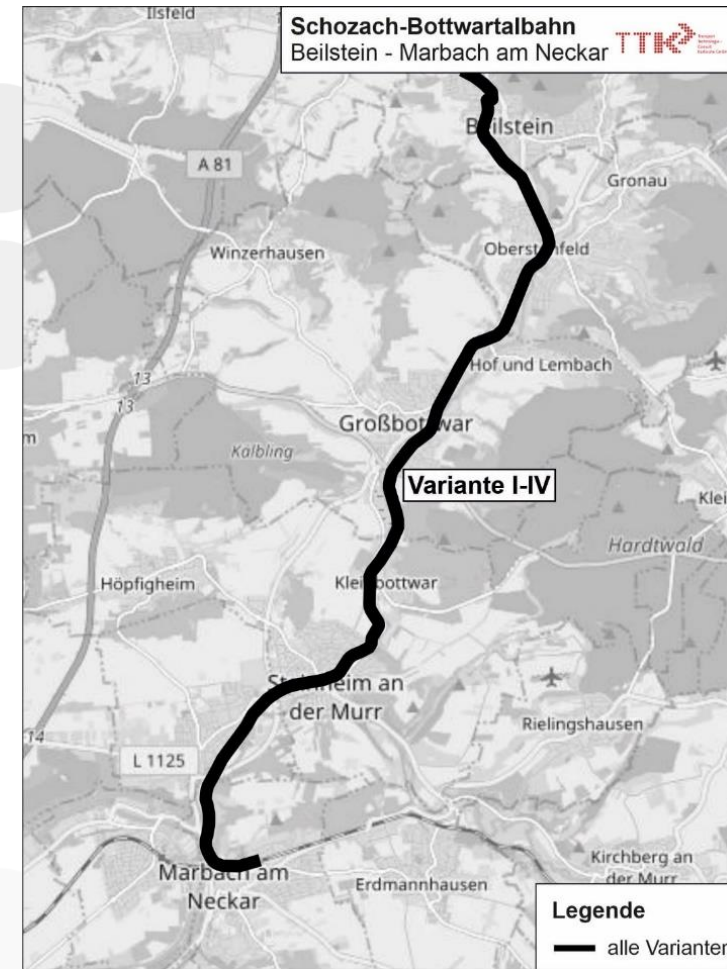 Ilsfeld
Schozach-Bottwartalbahn
Beilstein - Marbach am Neckar
TTK
Beilstein
A 81
Gronau
Winzerhausen
Oberstenfeld
Hof und Lembach
13
13
Großbottwar
Kalbling
Variante I-IV
Klei
Hardtwald
Höpfigheim
Kleinbottwar
Steinheim an
der Murr
14
L 1125
Rielingshausen
Marbach am
Neckar
Erdmannhausen
Kirchberg an
der Murr
Legende
alle Varianten